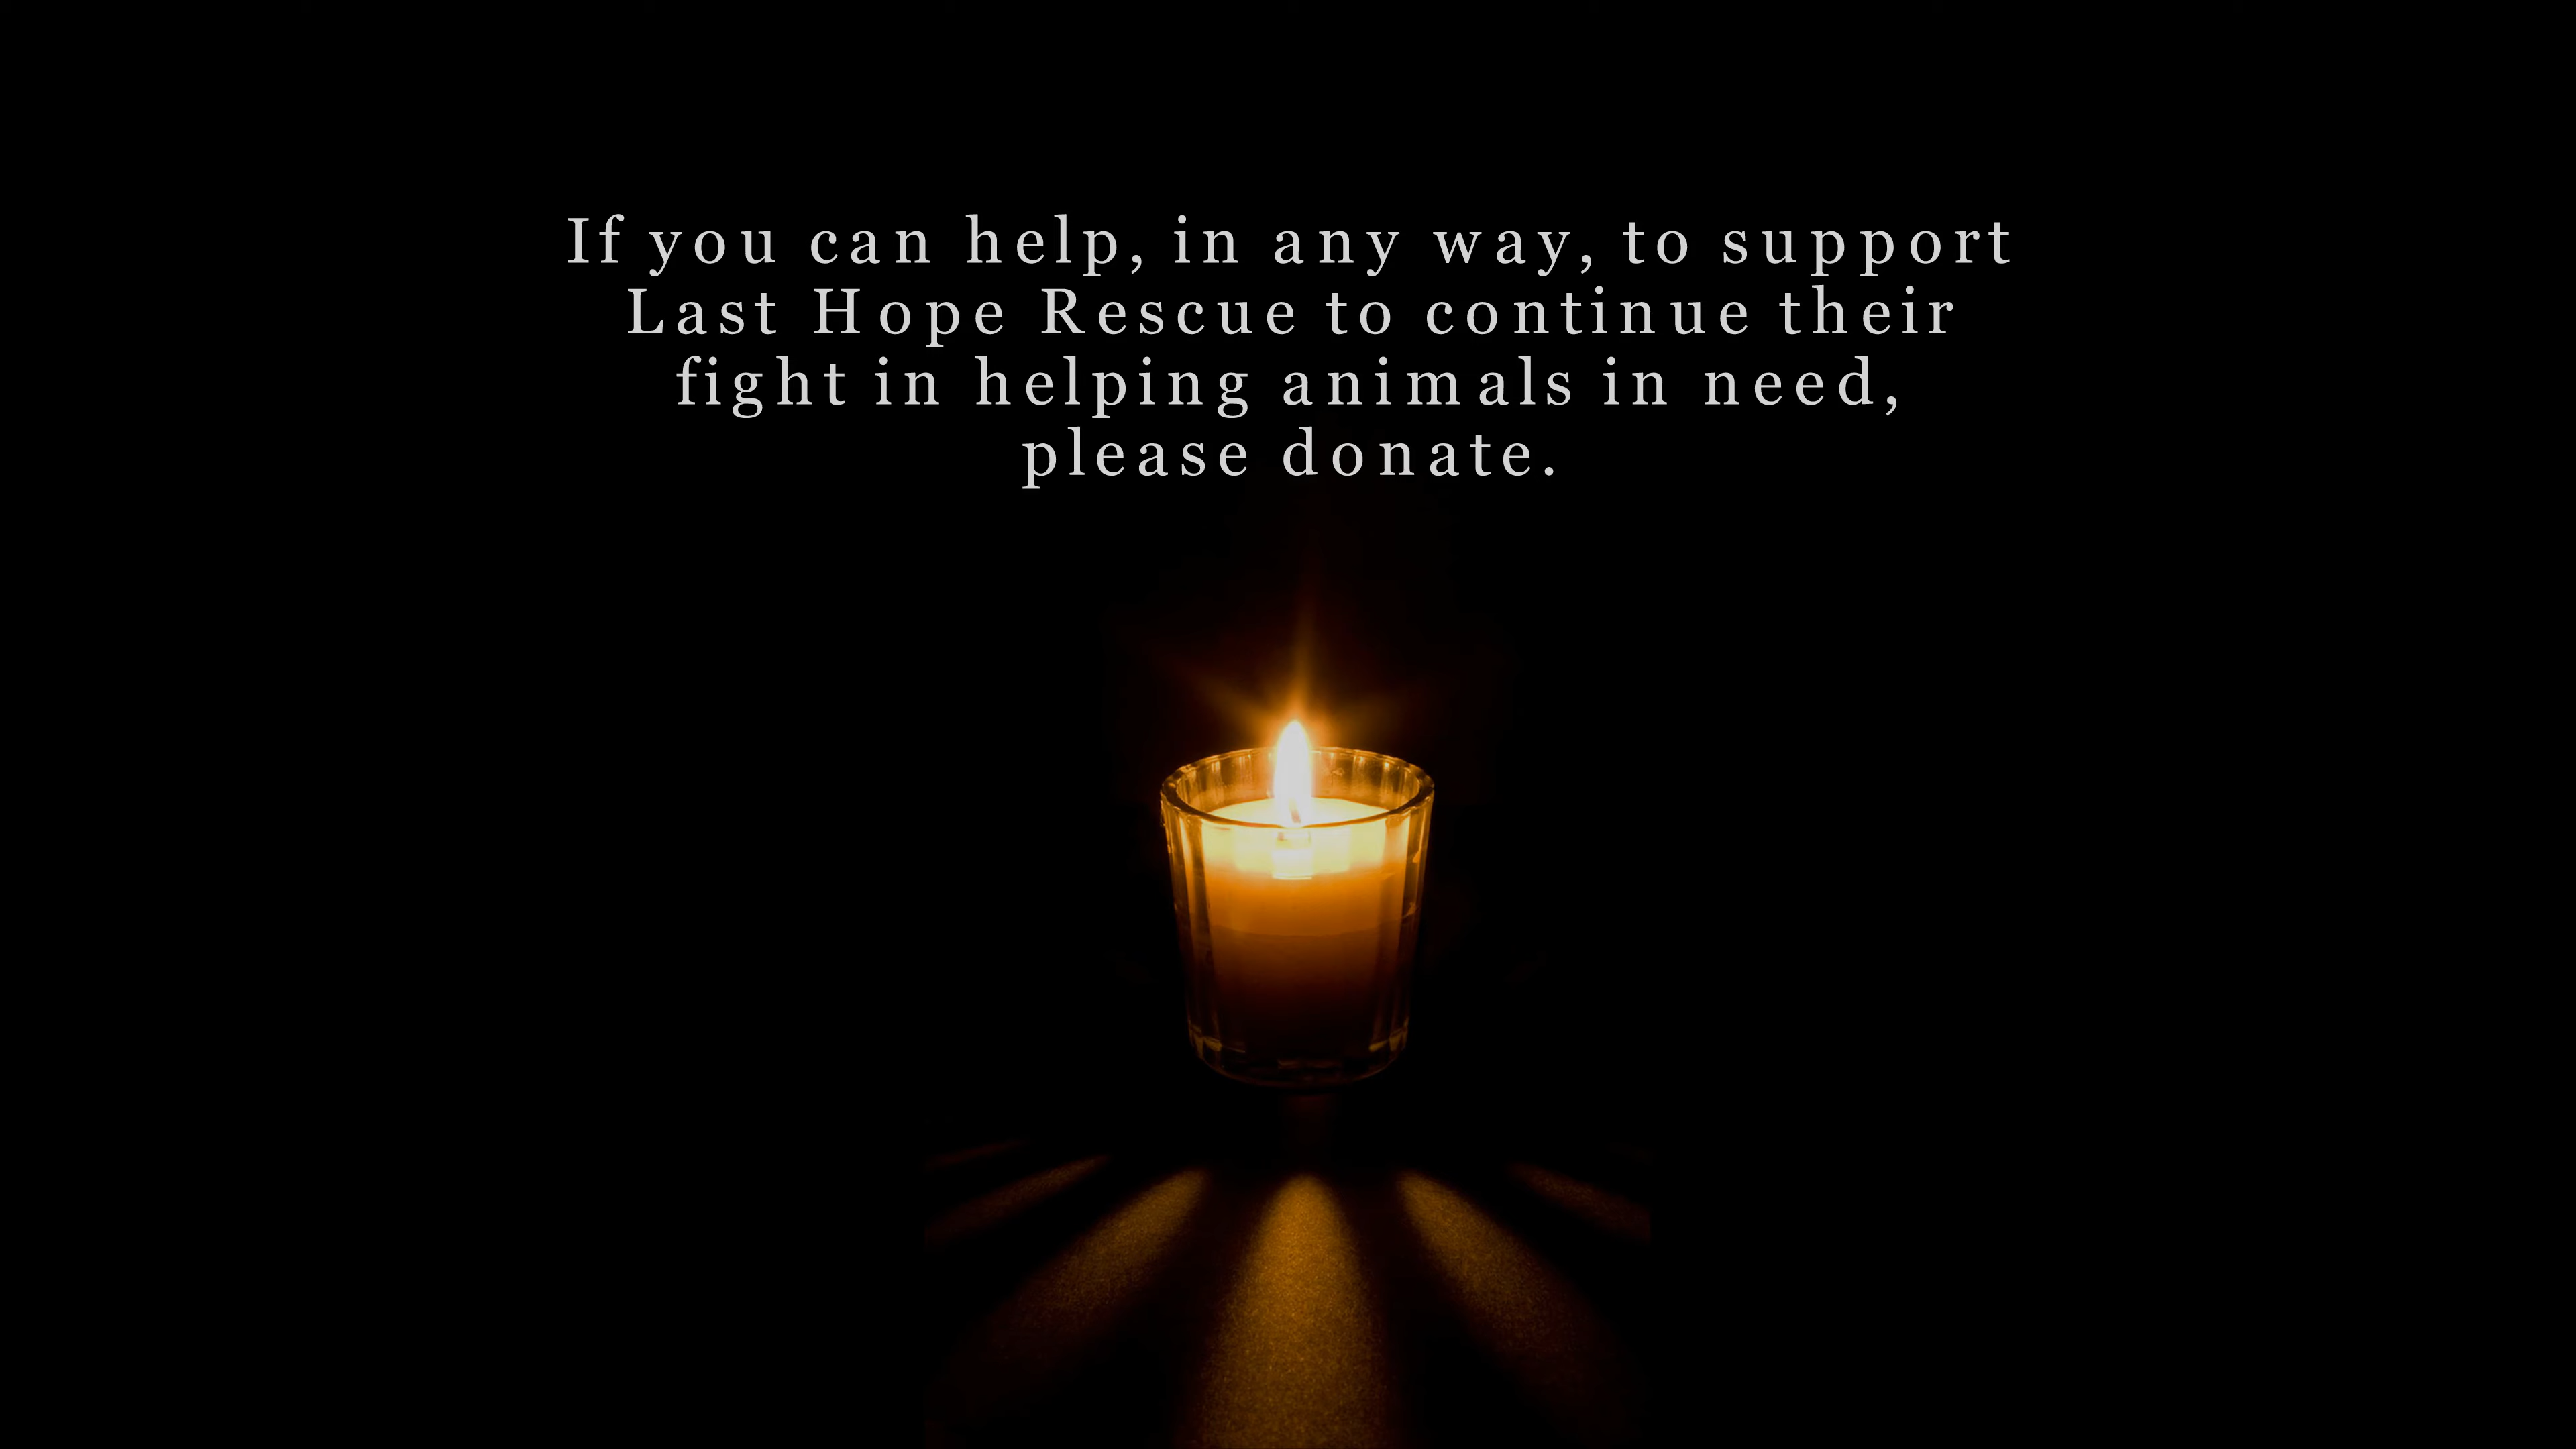 If you can help, in any way, to support
Last Hope Rescue to continue their
fight in helping animals in need,
please donate.